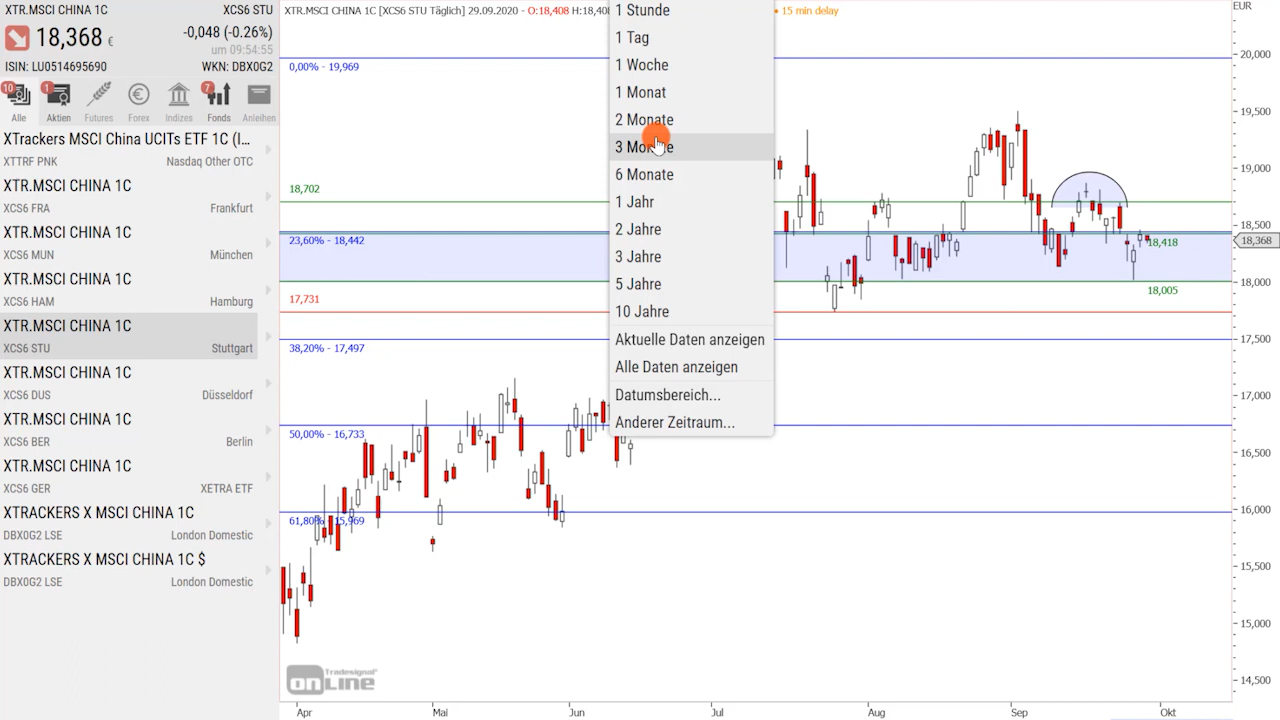 XTR.MSCI CHINA 1C XCS6 STU
18,368 € -0,048 (-0.26%)
um 09:54:55
ISIN: LU0514695690 WKN: DBX0G2
10 1 7
Alle Aktien Futures Forex Indizes Fonds Anleihen
XTrackers MSCI China UCITs ETF 1C (I...
XTTRF PNK Nasdaq Other OTC
XTR.MSCI CHINA 1C
XCS6 FRA Frankfurt
XTR.MSCI CHINA 1C
XCS6 MUN München
XTR.MSCI CHINA 1C
XCS6 HAM Hamburg
XTR.MSCI CHINA 1C
XCS6 STU Stuttgart
XTR.MSCI CHINA 1C
XCS6 DUS Düsseldorf
XTR.MSCI CHINA 1C
XCS6 BER Berlin
XTR.MSCI CHINA 1C
XCS6 GER XETRA ETF
XTRACKERS X MSCI CHINA 1C
DBX0G2 LSE London Domestic
XTRACKERS X MSCI CHINA 1C $
DBX0G2 LSE London Domestic
XTR.MSCI CHINA 1C [XCS6 STU Täglich] 29.09.2020 - O:18,408
15 min delay
EUR
0,00% - 19,969
18,702
23,60% - 18,442
17,731
38,20% - 17,497
50,00% - 16,733
61,80% - 15,969
1 Stunde
1 Tag
1 Woche
1 Monat
2 Monate
3 Monate
6 Monate
1 Jahr
2 Jahre
3 Jahre
5 Jahre
10 Jahre
Aktuelle Daten anzeigen
Alle Daten anzeigen
Datumsbereich...
Anderer Zeitraum...
18,418
18,005
20,000
19,000
18,500
18,368
18,000
17,500
17,000
16,500
16,000
15,500
15,000
14,500
Tradesignal
onLine
Apr Mai Jun Jul Aug Sep Okt